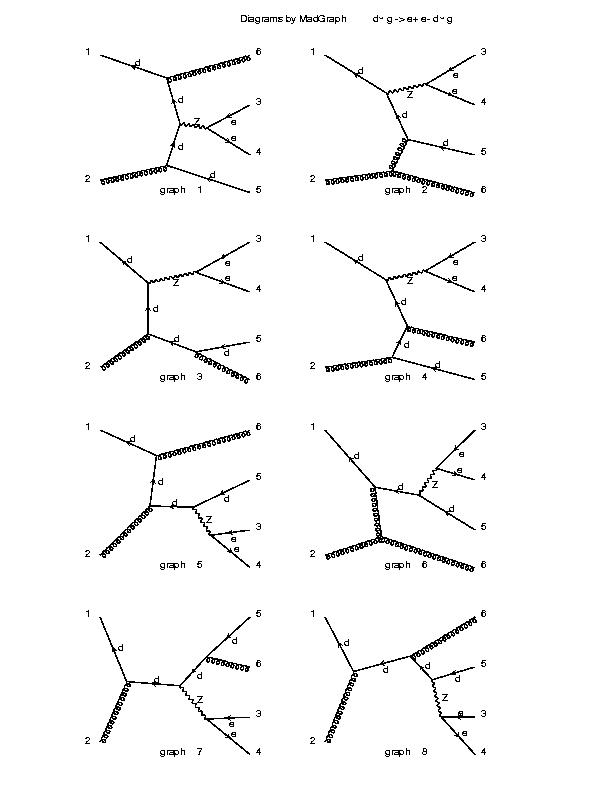 Diagrams by MadGraph d~ g -> e+ e- d~ g
1 6 d 3 d Z e e d 4 2 d 5
graph 1
1 3 d e Z e 4 d d 5 2 6
graph 2
1 3 d e Z e 4 d 5 d d 2 6
graph 3
1 3 d e Z e 4 d 6 d 2 d 5
graph 4
1 6 d 5 d d d Z 3 e e 2 4
graph 5
1 3 e d e 4 Z d d 5 2 6
graph 6
1 5 d d 6 d d Z 3 e e 2 4
graph 7
1 6 d d 5 d d Z 3 e e 2 4
graph 8